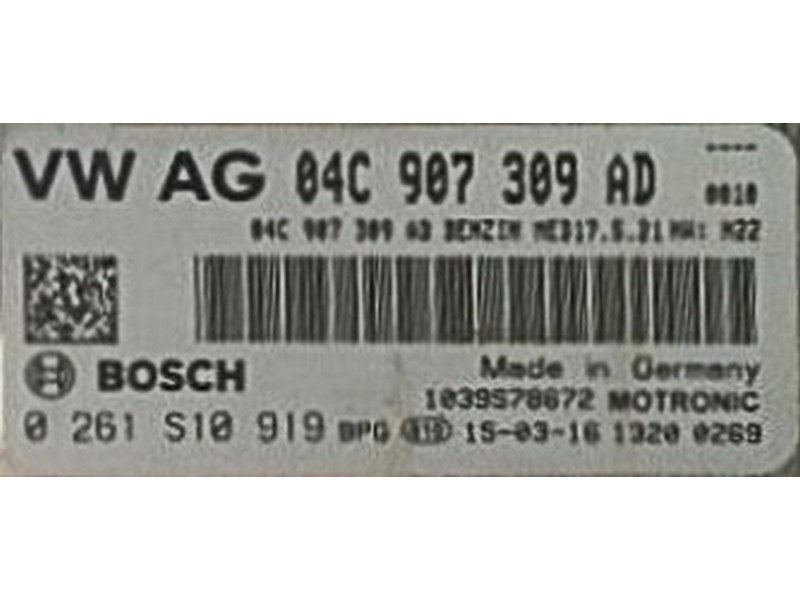 VW AG 04C 907 309 AD ----
0010
04C 907 309 AD BENZIN MED17.5.21 HW: H22
BOSCH
Made in Germany
1039S78672 MOTRONIC
0 261 S10 919 BPG 15-03-16 1320 0269